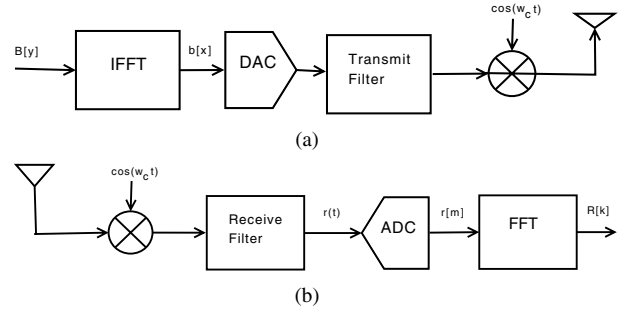 cos(w_c t)
B[y]
IFFT
b[x]
DAC
Transmit
Filter
(a)
cos(w_c t)
Receive
Filter
r(t)
ADC
r[m]
FFT
R[k]
(b)